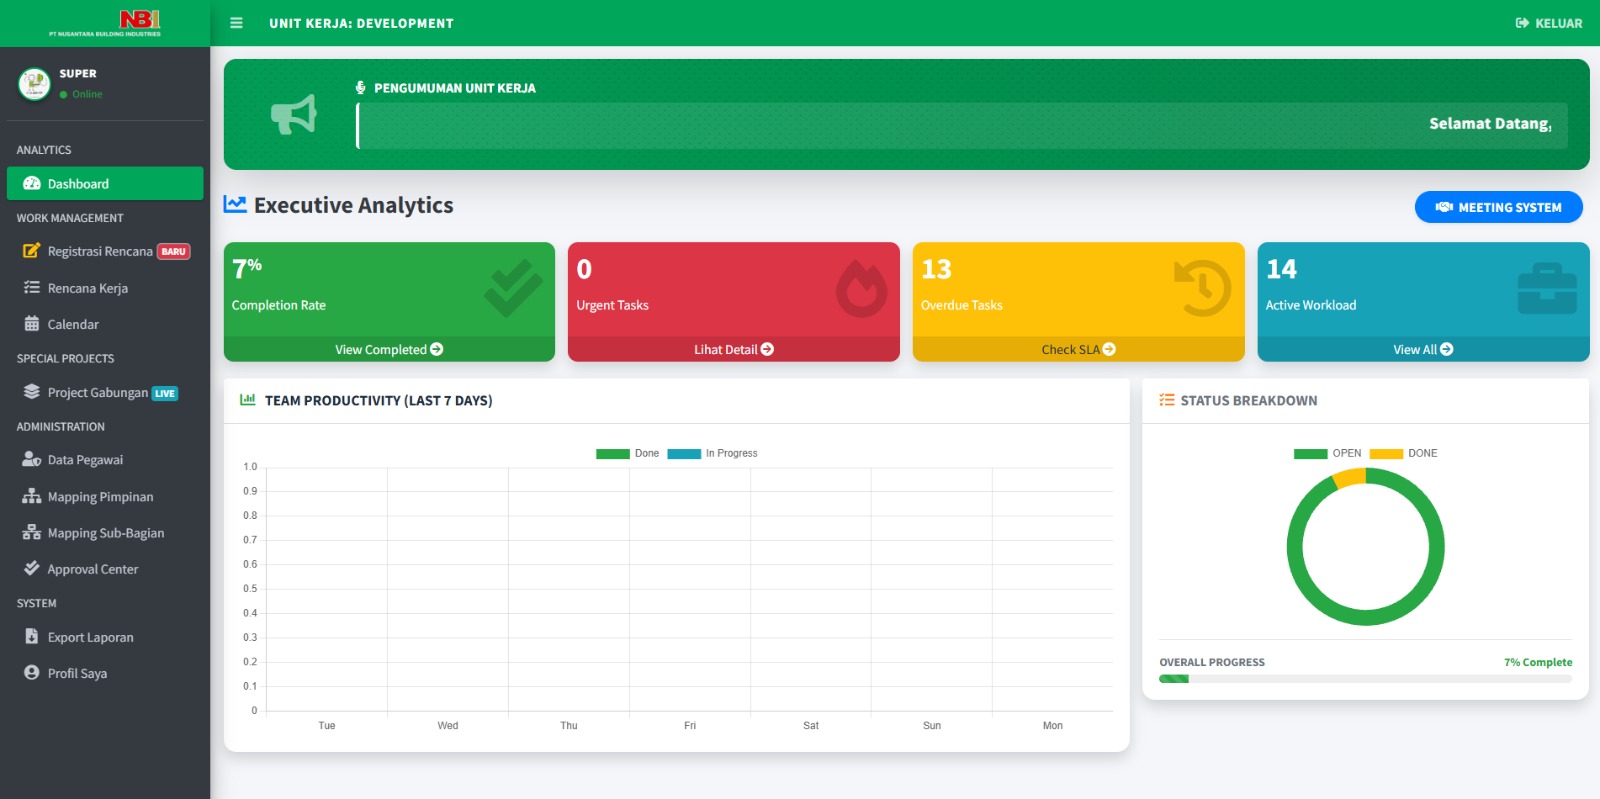 NBI
PT NUSANTARA BUILDING INDUSTRIES
UNIT KERJA: DEVELOPMENT
KELUAR
SUPER
Online
ANALYTICS
Dashboard
WORK MANAGEMENT
Registrasi Rencana BARU
Rencana Kerja
Calendar
SPECIAL PROJECTS
Project Gabungan LIVE
ADMINISTRATION
Data Pegawai
Mapping Pimpinan
Mapping Sub-Bagian
Approval Center
SYSTEM
Export Laporan
Profil Saya
PENGUMUMAN UNIT KERJA
Selamat Datang
Executive Analytics
MEETING SYSTEM
7%
Completion Rate
View Completed
0
Urgent Tasks
Lihat Detail
13
Overdue Tasks
Check SLA
14
Active Workload
View All
TEAM PRODUCTIVITY (LAST 7 DAYS)
Done In Progress
1.0
0.9
0.8
0.7
0.6
0.5
0.4
0.3
0.2
0.1
0
Tue Wed Thu Fri Sat Sun Mon
STATUS BREAKDOWN
OPEN DONE
OVERALL PROGRESS 7% Complete